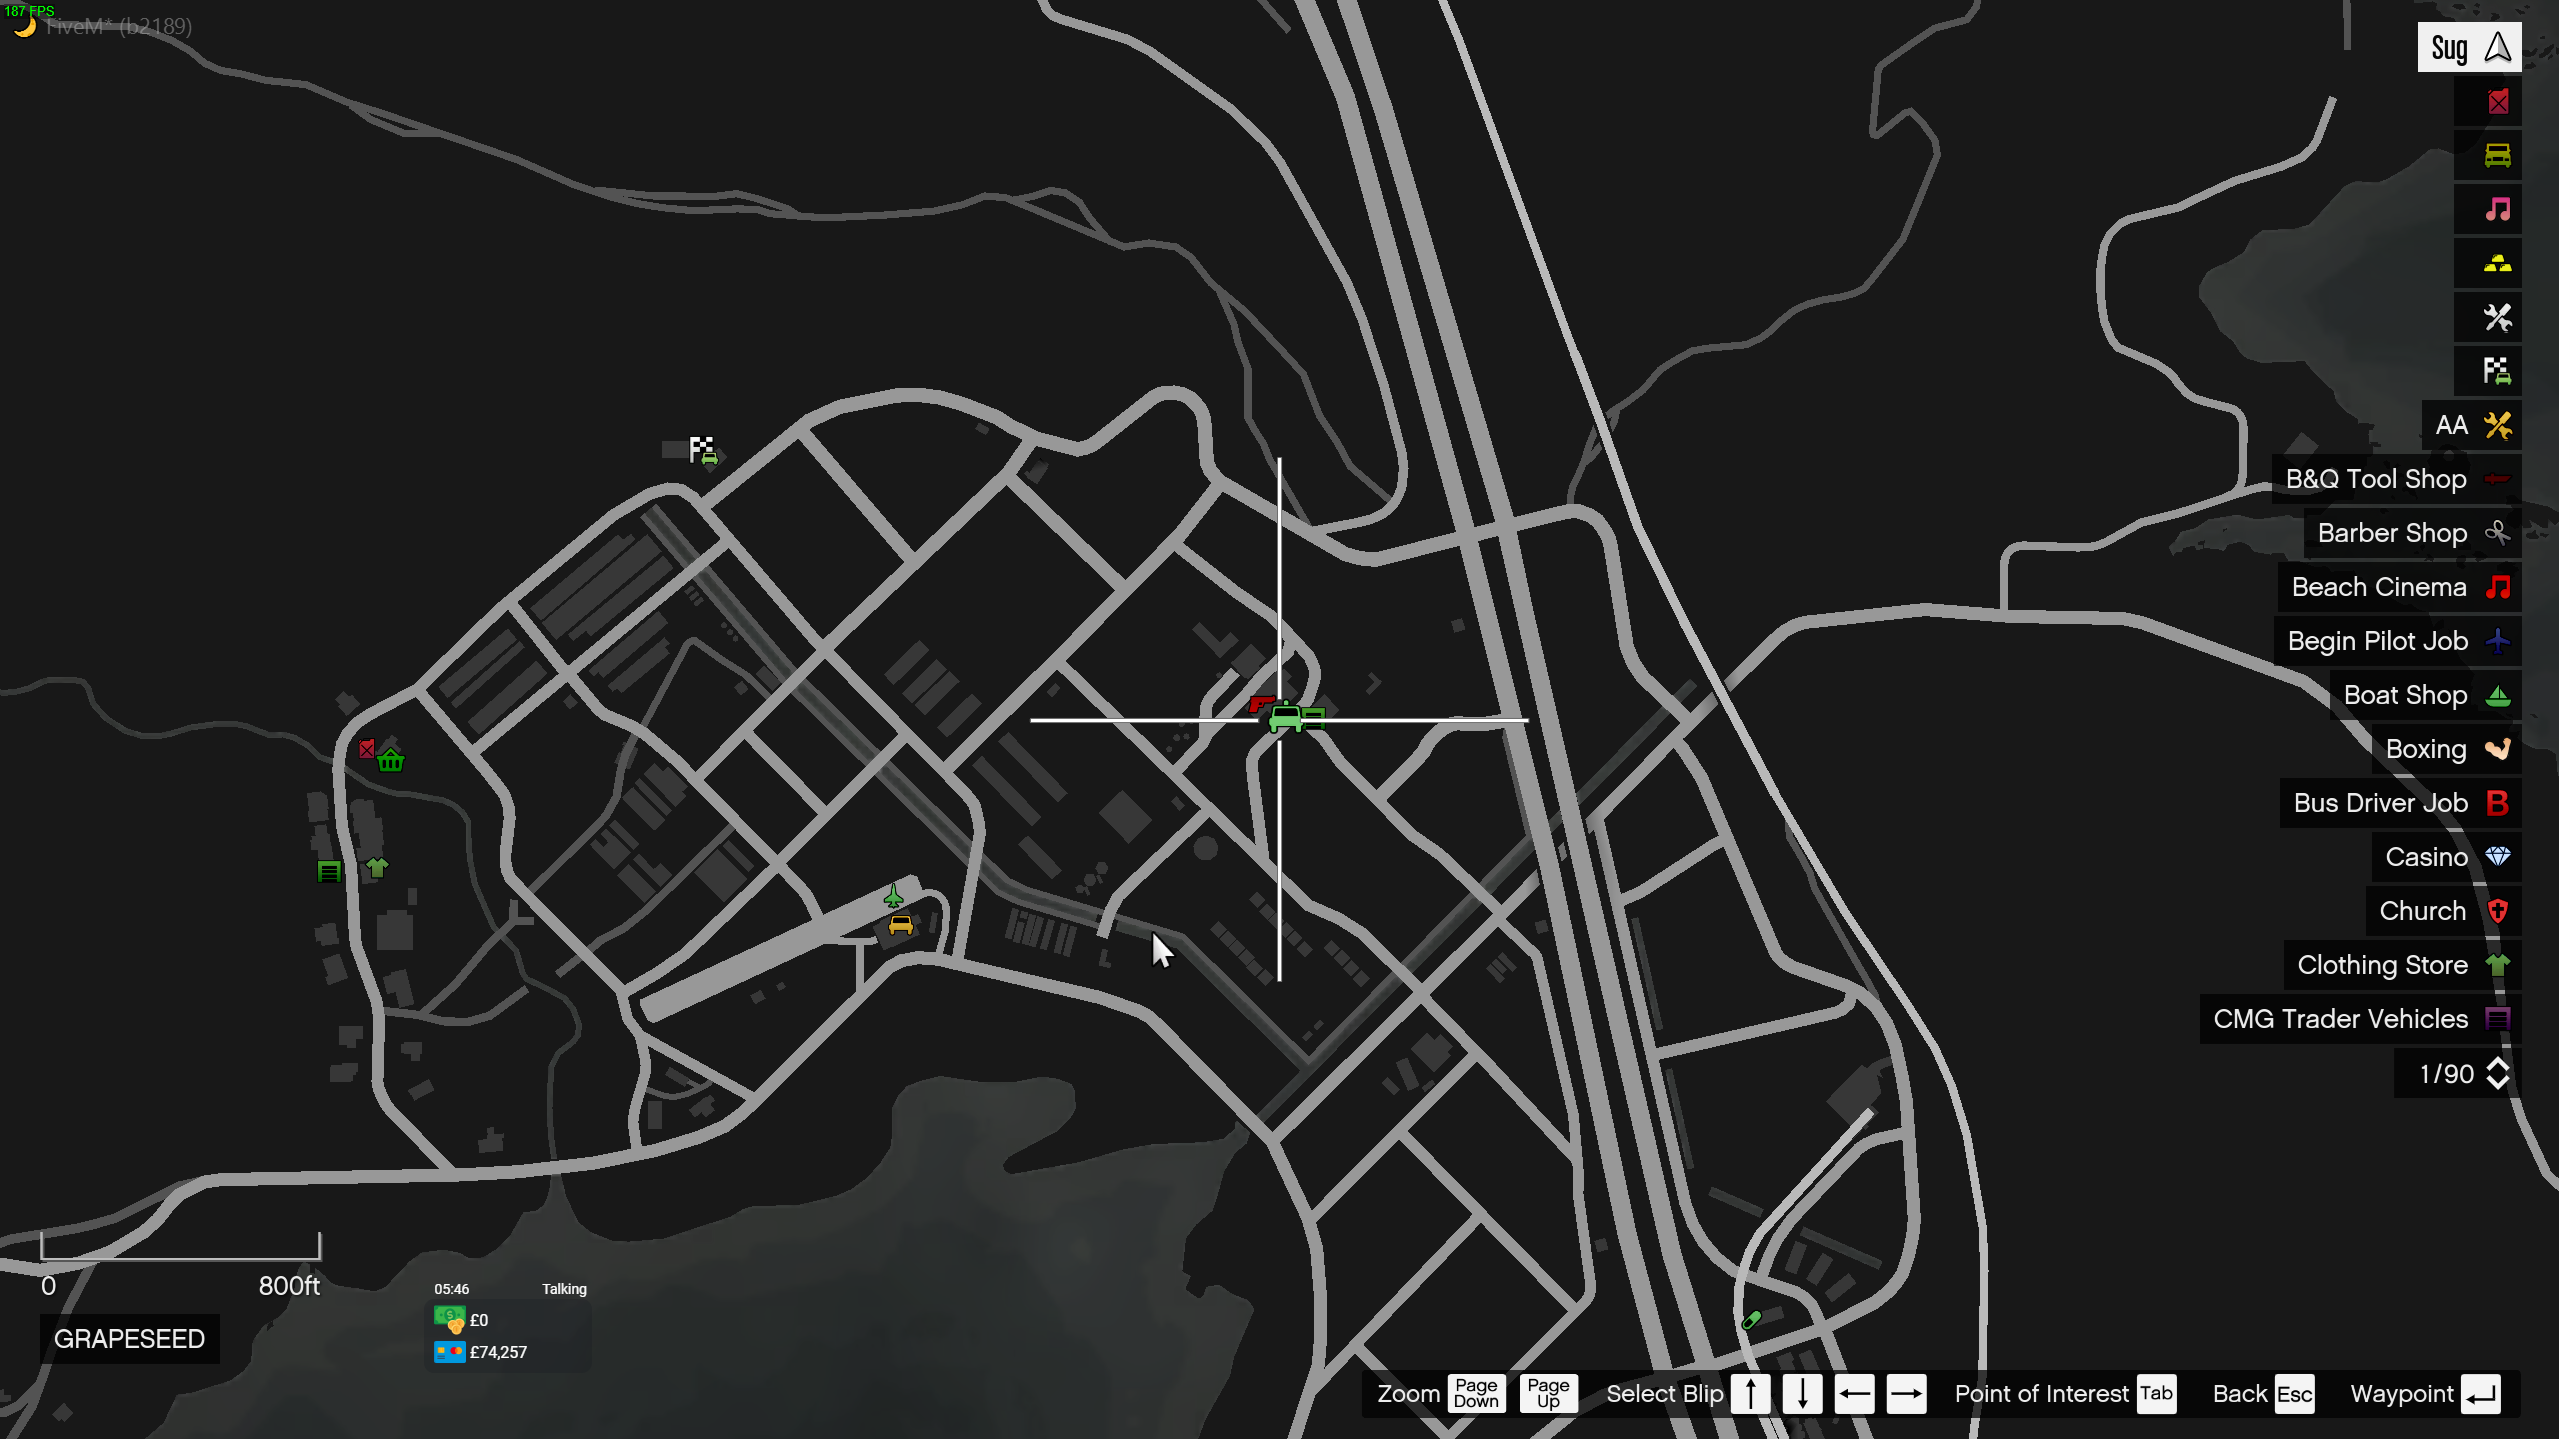 187 FPS
FiveM* (b2189)
Sug
AA
B&Q Tool Shop
Barber Shop
Beach Cinema
Begin Pilot Job
Boat Shop
Boxing
Bus Driver Job
B
Casino
Church
Clothing Store
CMG Trader Vehicles
1/90
0 800ft
GRAPESEED
05:46 Talking
£0
£74,257
Zoom Page Down Page Up Select Blip ↑ ↓ ← → Point of Interest Tab Back Esc Waypoint